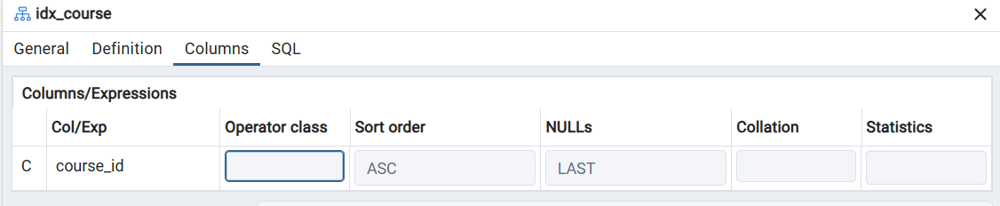 idx_course
General Definition Columns SQL
Columns/Expressions
Col/Exp Operator class Sort order NULLs Collation Statistics
C course_id ASC LAST